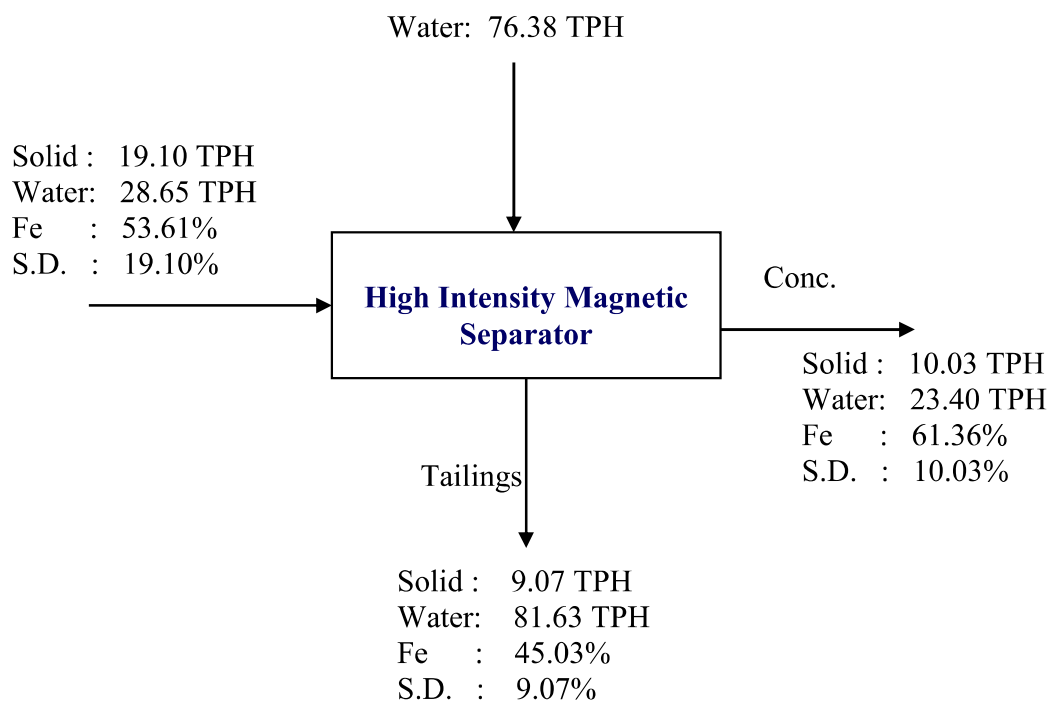 Water: 76.38 TPH
Solid : 19.10 TPH
Water: 28.65 TPH
Fe : 53.61%
S.D. : 19.10%
High Intensity Magnetic
Separator
Conc.
Solid : 10.03 TPH
Water: 23.40 TPH
Fe : 61.36%
S.D. : 10.03%
Tailings
Solid : 9.07 TPH
Water: 81.63 TPH
Fe : 45.03%
S.D. : 9.07%